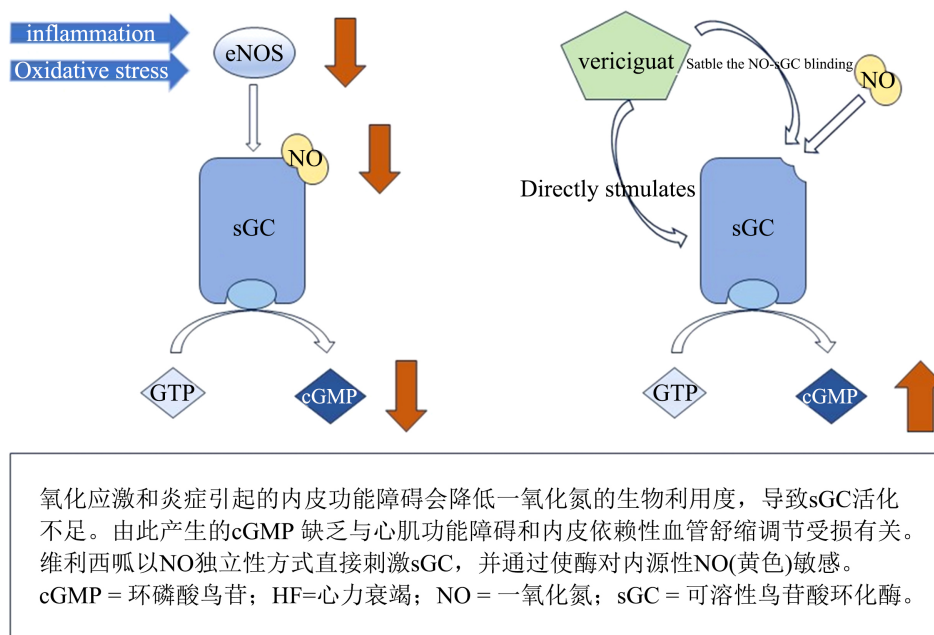 inflammation
Oxidative stress
eNOS
NO
sGC
GTP
cGMP
vericiguat
Satble the NO-sGC blinding
NO
Directly stmulates
sGC
GTP
cGMP
氧化应激和炎症引起的内皮功能障碍会降低一氧化氮的生物利用度，导致sGC活化
不足。由此产生的cGMP 缺乏与心肌功能障碍和内皮依赖性血管舒缩调节受损有关。
维利西呱以NO独立性方式直接刺激sGC，并通过使酶对内源性NO(黄色)敏感。
cGMP = 环磷酸鸟苷；HF=心力衰竭；NO = 一氧化氮；sGC = 可溶性鸟苷酸环化酶。